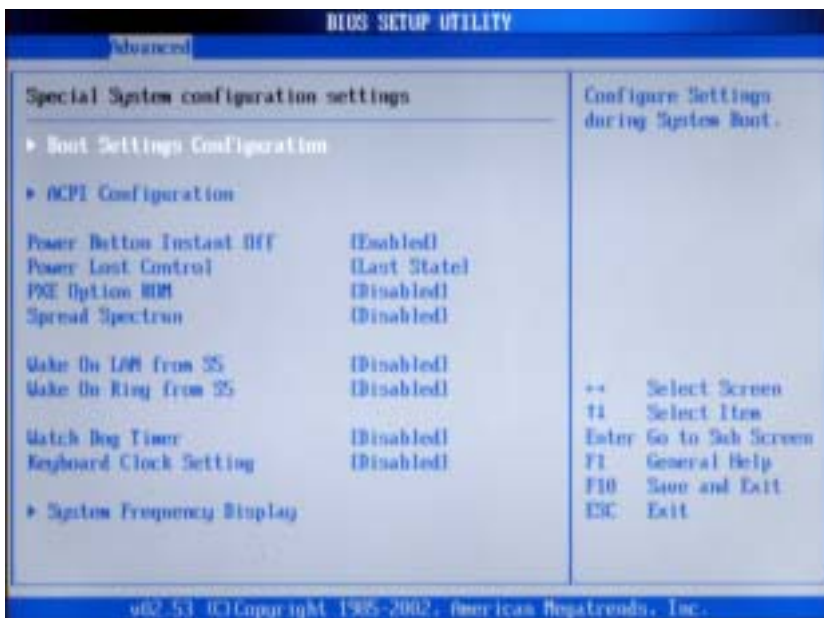 BIOS SETUP UTILITY
Advanced
Special System configuration settings
▶ Boot Settings Configuration
▶ ACPI Configuration
Power Button Instant Off [Enabled]
Power Lost Control [Last State]
PXE Option ROM [Disabled]
Spread Spectrum [Disabled]
Wake On LAN from S5 [Disabled]
Wake On Ring from S5 [Disabled]
Watch Dog Timer [Disabled]
Keyboard Clock Setting [Disabled]
▶ System Frequency Display
Configure Settings
during System Boot.
↔ Select Screen
↑↓ Select Item
Enter Go to Sub Screen
F1 General Help
F10 Save and Exit
ESC Exit
v02.53 (C)Copyright 1985-2002, American Megatrends, Inc.